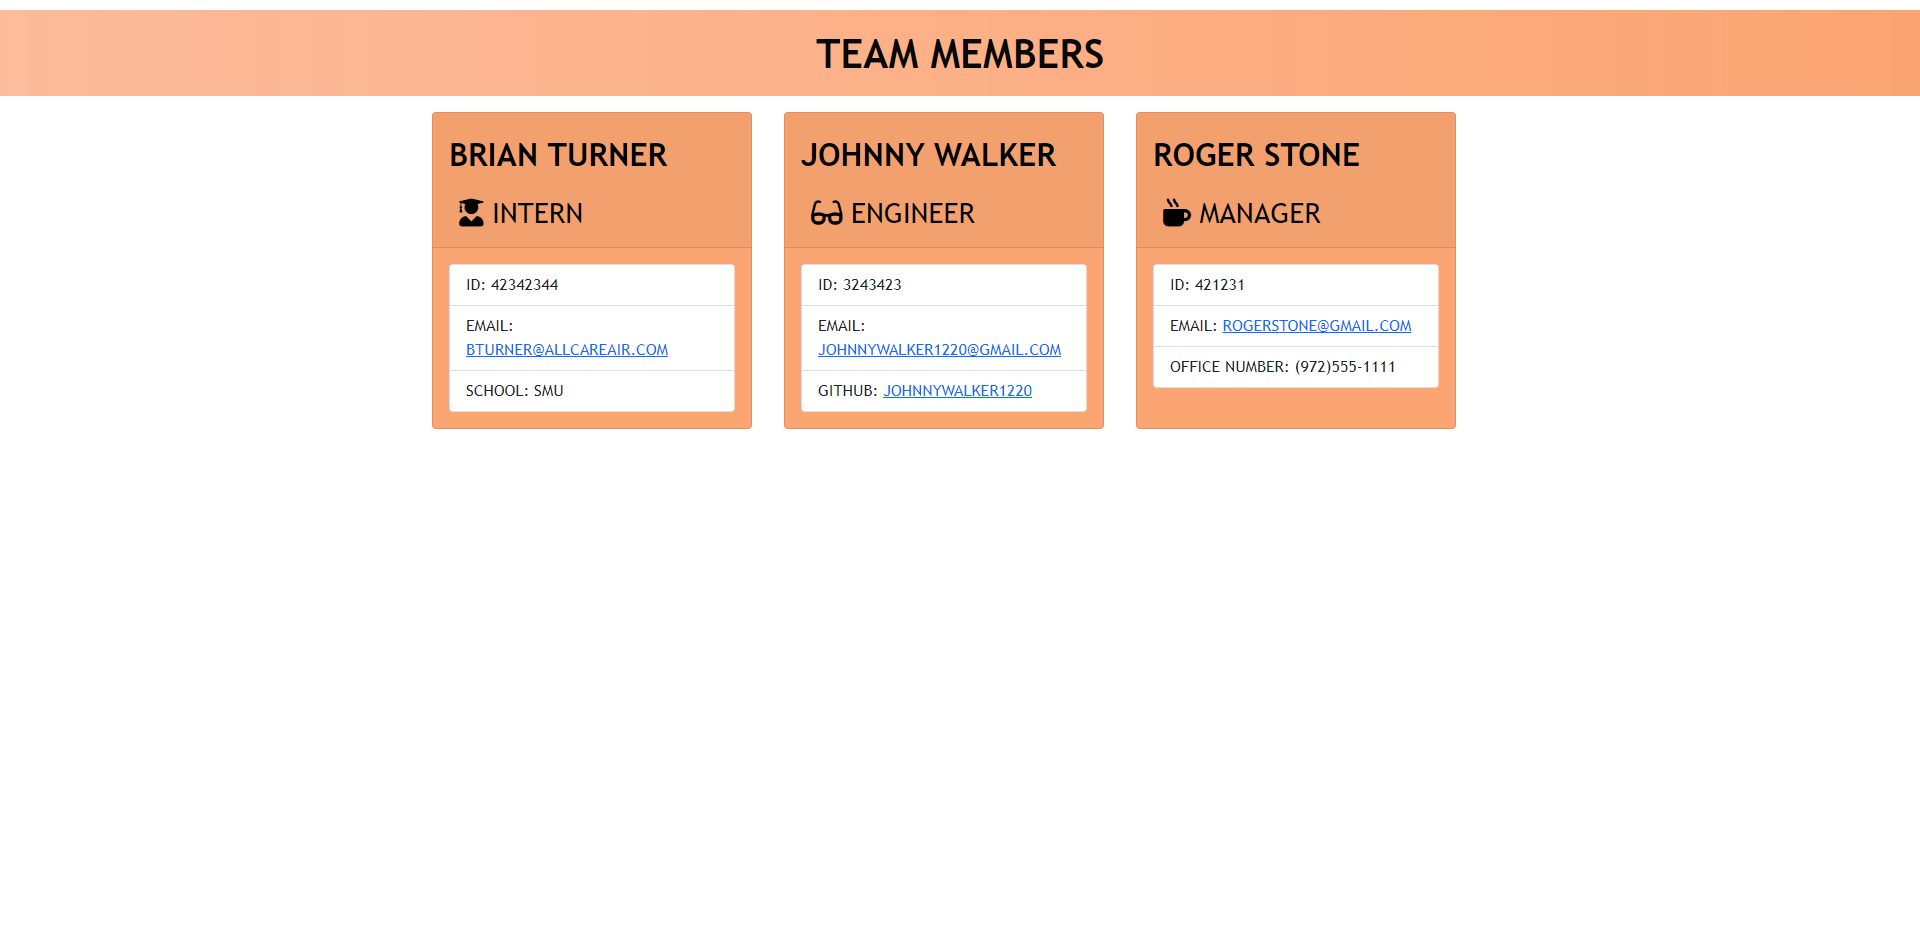 TEAM MEMBERS
BRIAN TURNER
INTERN
ID: 42342344
EMAIL:
BTURNER@ALLCAREAIR.COM
SCHOOL: SMU
JOHNNY WALKER
ENGINEER
ID: 3243423
EMAIL:
JOHNNYWALKER1220@GMAIL.COM
GITHUB: JOHNNYWALKER1220
ROGER STONE
MANAGER
ID: 421231
EMAIL: ROGERSTONE@GMAIL.COM
OFFICE NUMBER: (972)555-1111